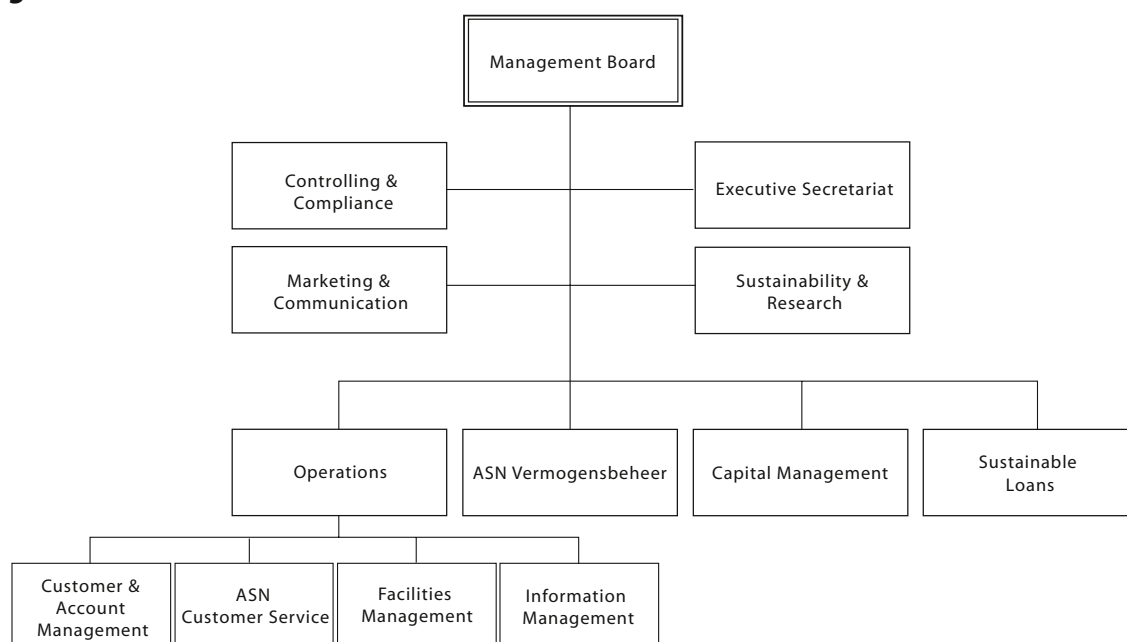 Management Board
Controlling &
Compliance
Executive Secretariat
Marketing &
Communication
Sustainability &
Research
Operations
ASN Vermogensbeheer
Capital Management
Sustainable
Loans
Customer &
Account
Management
ASN
Customer Service
Facilities
Management
Information
Management